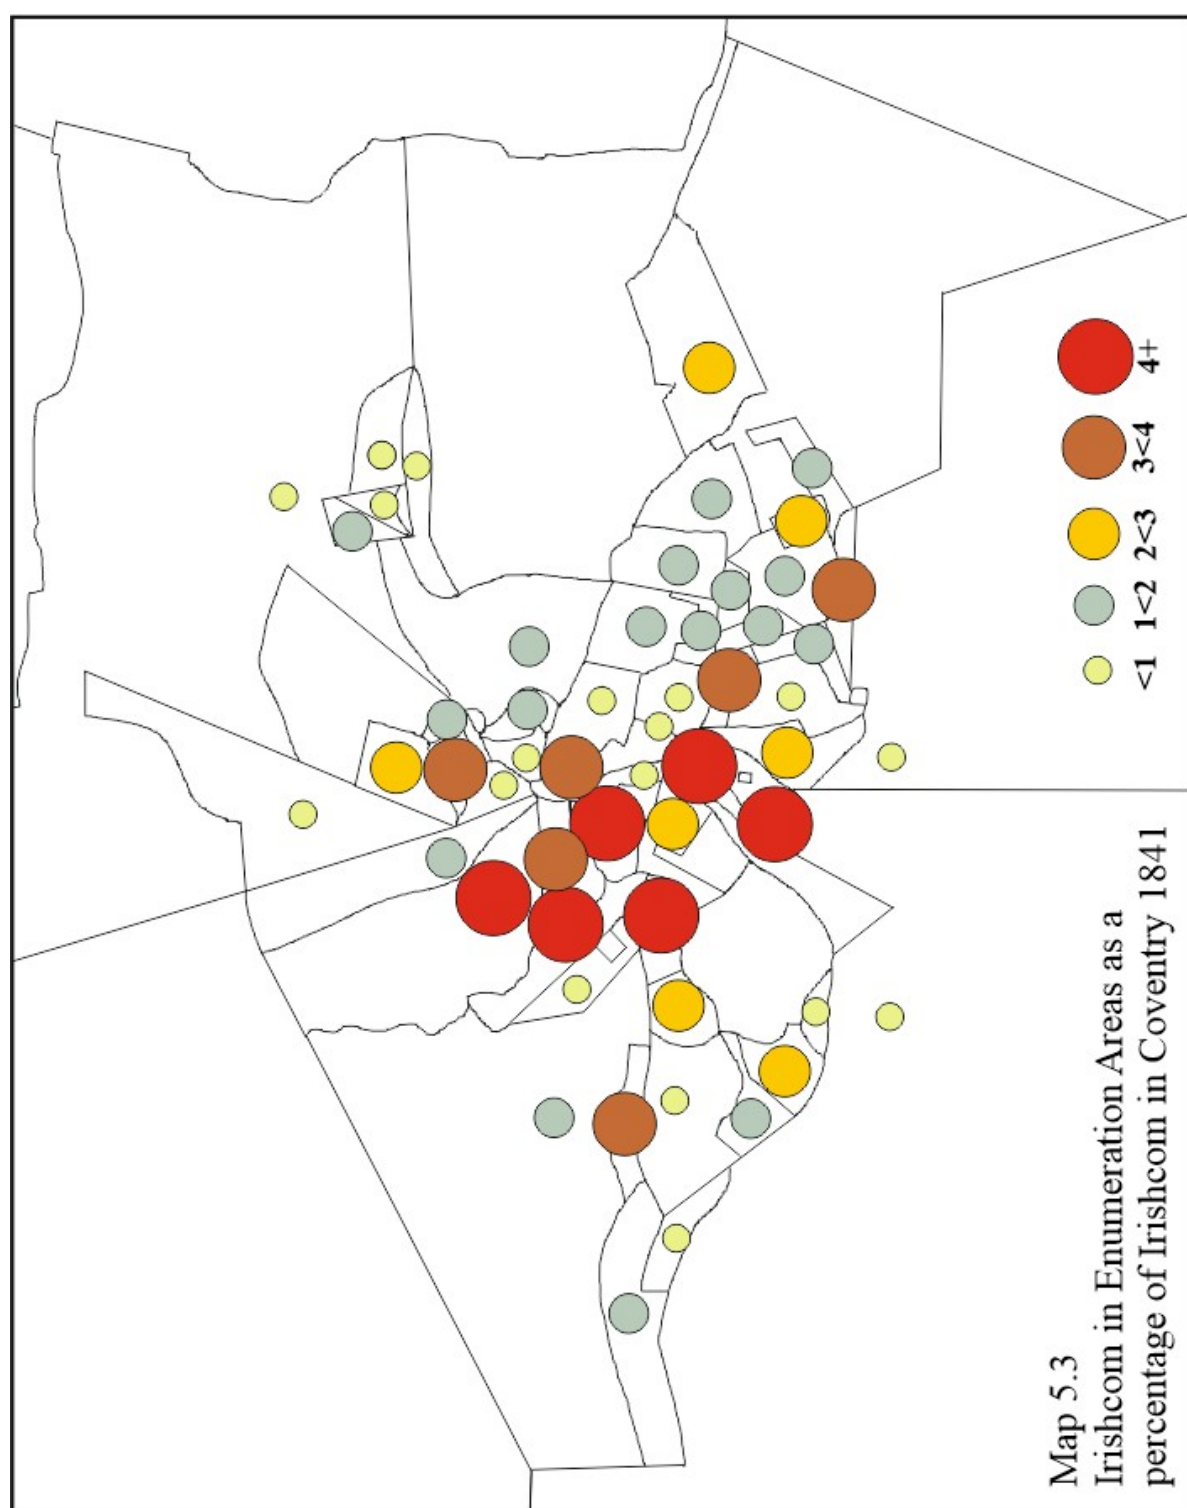 Map 5.3
Irishcom in Enumeration Areas as a
percentage of Irishcom in Coventry 1841
<1 1<2 2<3 3<4 4+